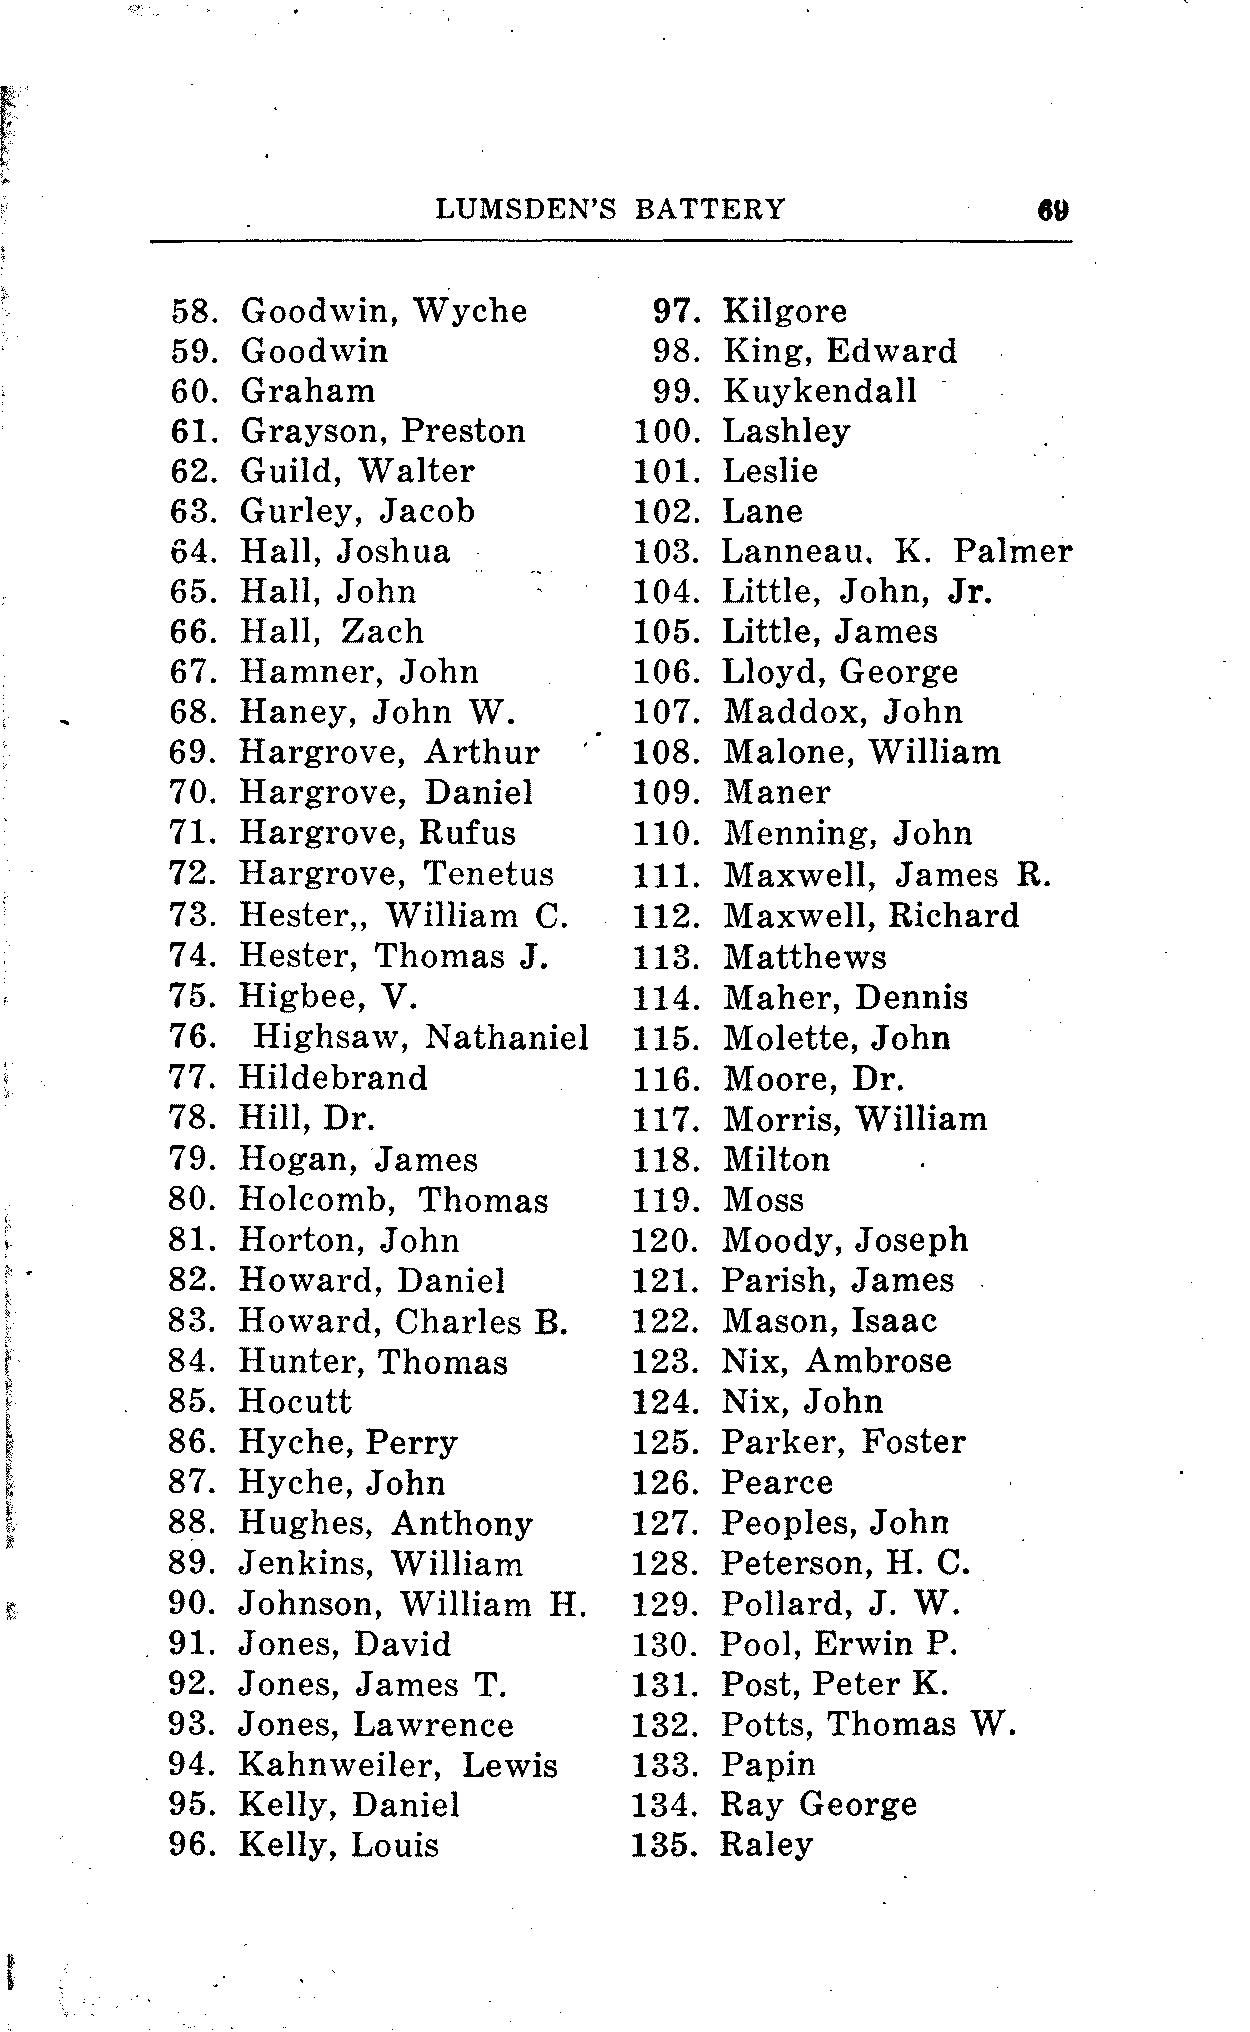 LUMSDEN'S BATTERY 69
58. Goodwin, Wyche
59. Goodwin
60. Graham
61. Grayson, Preston
62. Guild, Walter
63. Gurley, Jacob
64. Hall, Joshua
65. Hall, John
66. Hall, Zach
67. Hamner, John
68. Haney, John W.
69. Hargrove, Arthur
70. Hargrove, Daniel
71. Hargrove, Rufus
72. Hargrove, Tenetus
73. Hester,, William C.
74. Hester, Thomas J.
75. Higbee, V.
76. Highsaw, Nathaniel
77. Hildebrand
78. Hill, Dr.
79. Hogan, James
80. Holcomb, Thomas
81. Horton, John
82. Howard, Daniel
83. Howard, Charles B.
84. Hunter, Thomas
85. Hocutt
86. Hyche, Perry
87. Hyche, John
88. Hughes, Anthony
89. Jenkins, William
90. Johnson, William H.
91. Jones, David
92. Jones, James T.
93. Jones, Lawrence
94. Kahnweiler, Lewis
95. Kelly, Daniel
96. Kelly, Louis
97. Kilgore
98. King, Edward
99. Kuykendall
100. Lashley
101. Leslie
102. Lane
103. Lanneau. K. Palmer
104. Little, John, Jr.
105. Little, James
106. Lloyd, George
107. Maddox, John
108. Malone, William
109. Maner
110. Menning, John
111. Maxwell, James R.
112. Maxwell, Richard
113. Matthews
114. Maher, Dennis
115. Molette, John
116. Moore, Dr.
117. Morris, William
118. Milton
119. Moss
120. Moody, Joseph
121. Parish, James
122. Mason, Isaac
123. Nix, Ambrose
124. Nix, John
125. Parker, Foster
126. Pearce
127. Peoples, John
128. Peterson, H. C.
129. Pollard, J. W.
130. Pool, Erwin P.
131. Post, Peter K.
132. Potts, Thomas W.
133. Papin
134. Ray George
135. Raley